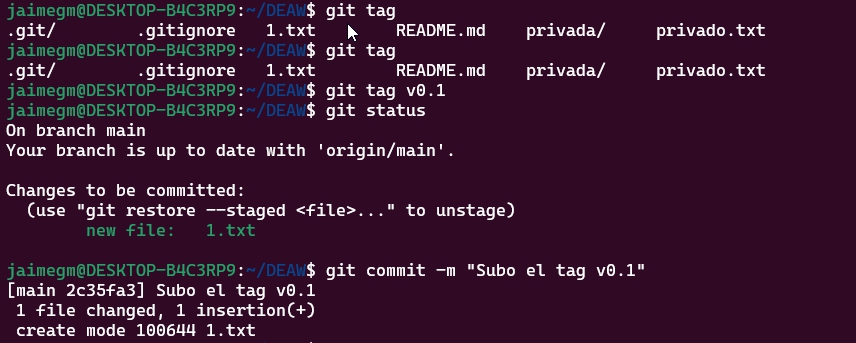 jaimegm@DESKTOP-B4C3RP9:~/DEAW$ git tag
.git/        .gitignore   1.txt        README.md    privada/     privado.txt
jaimegm@DESKTOP-B4C3RP9:~/DEAW$ git tag
.git/        .gitignore   1.txt        README.md    privada/     privado.txt
jaimegm@DESKTOP-B4C3RP9:~/DEAW$ git tag v0.1
jaimegm@DESKTOP-B4C3RP9:~/DEAW$ git status
On branch main
Your branch is up to date with 'origin/main'.

Changes to be committed:
  (use "git restore --staged <file>..." to unstage)
        new file:   1.txt

jaimegm@DESKTOP-B4C3RP9:~/DEAW$ git commit -m "Subo el tag v0.1"
[main 2c35fa3] Subo el tag v0.1
 1 file changed, 1 insertion(+)
 create mode 100644 1.txt